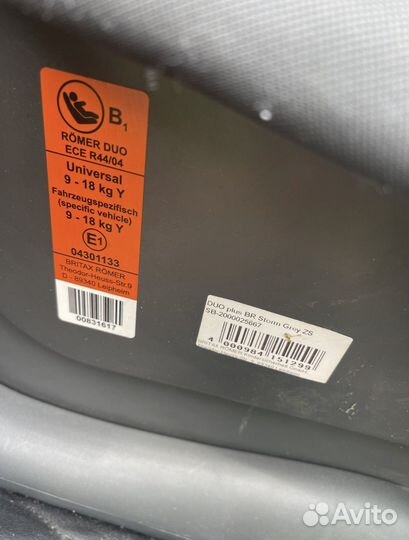 B1
RÖMER DUO
ECE R44/04
Universal
9 - 18 kg Y
Fahrzeugspezifisch
(specific vehicle)
9 - 18 kg Y
E1
04301133
BRITAX RÖMER
Theodor-Heuss-Str.9
D - 89340 Leipheim
00831617
DUO plus BR Storm Grey ZS
SB-2000025667
4 000984 151299
Avito